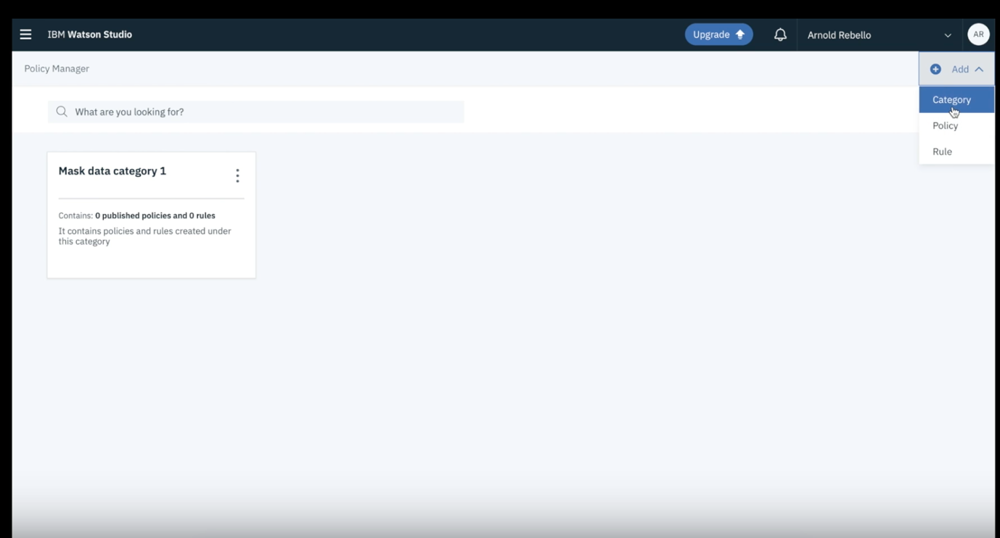 IBM Watson Studio
Upgrade
Arnold Rebello
AR
Policy Manager
Add
What are you looking for?
Category
Policy
Rule
Mask data category 1
Contains: 0 published policies and 0 rules
It contains policies and rules created under
this category